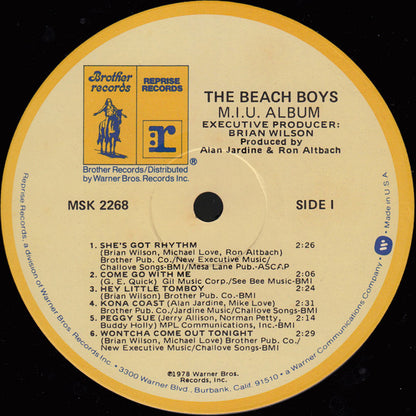 Brother
records
REPRISE
RECORDS
r
®
Brother Records/Distributed
by Warner Bros. Records Inc.
THE BEACH BOYS
M.I.U. ALBUM
EXECUTIVE PRODUCER:
BRIAN WILSON
Produced by
Alan Jardine & Ron Altbach
MSK 2268
SIDE I
1. SHE'S GOT RHYTHM 2:26
(Brian Wilson, Michael Love, Ron Altbach)
Brother Pub. Co./New Executive Music/
Challove Songs-BMI/Mesa Lane Pub.-ASCAP
2. COME GO WITH ME 2:06
(C. E. Quick) Gil Music Corp./See Bee Music-BMI
3. HEY LITTLE TOMBOY 2:24
(Brian Wilson) Brother Pub. Co.-BMI
4. KONA COAST (Alan Jardine, Mike Love) 2:31
Brother Pub. Co./Jardine Music/Challove Songs-BMI
5. PEGGY SUE (Jerry Allison, Norman Petty, 2:14
Buddy Holly) MPL Communications, Inc.-BMI
6. WONTCHA COME OUT TONIGHT 2:29
(Brian Wilson, Michael Love) Brother Pub. Co./
New Executive Music/Challove Songs-BMI
℗1978 Warner Bros.
Records, Inc.
Reprise Records, a division of Warner Bros. Records Inc. • 3300 Warner Blvd., Burbank, Calif. 91510 • a Warner Communications Company • W • Made in U.S.A.